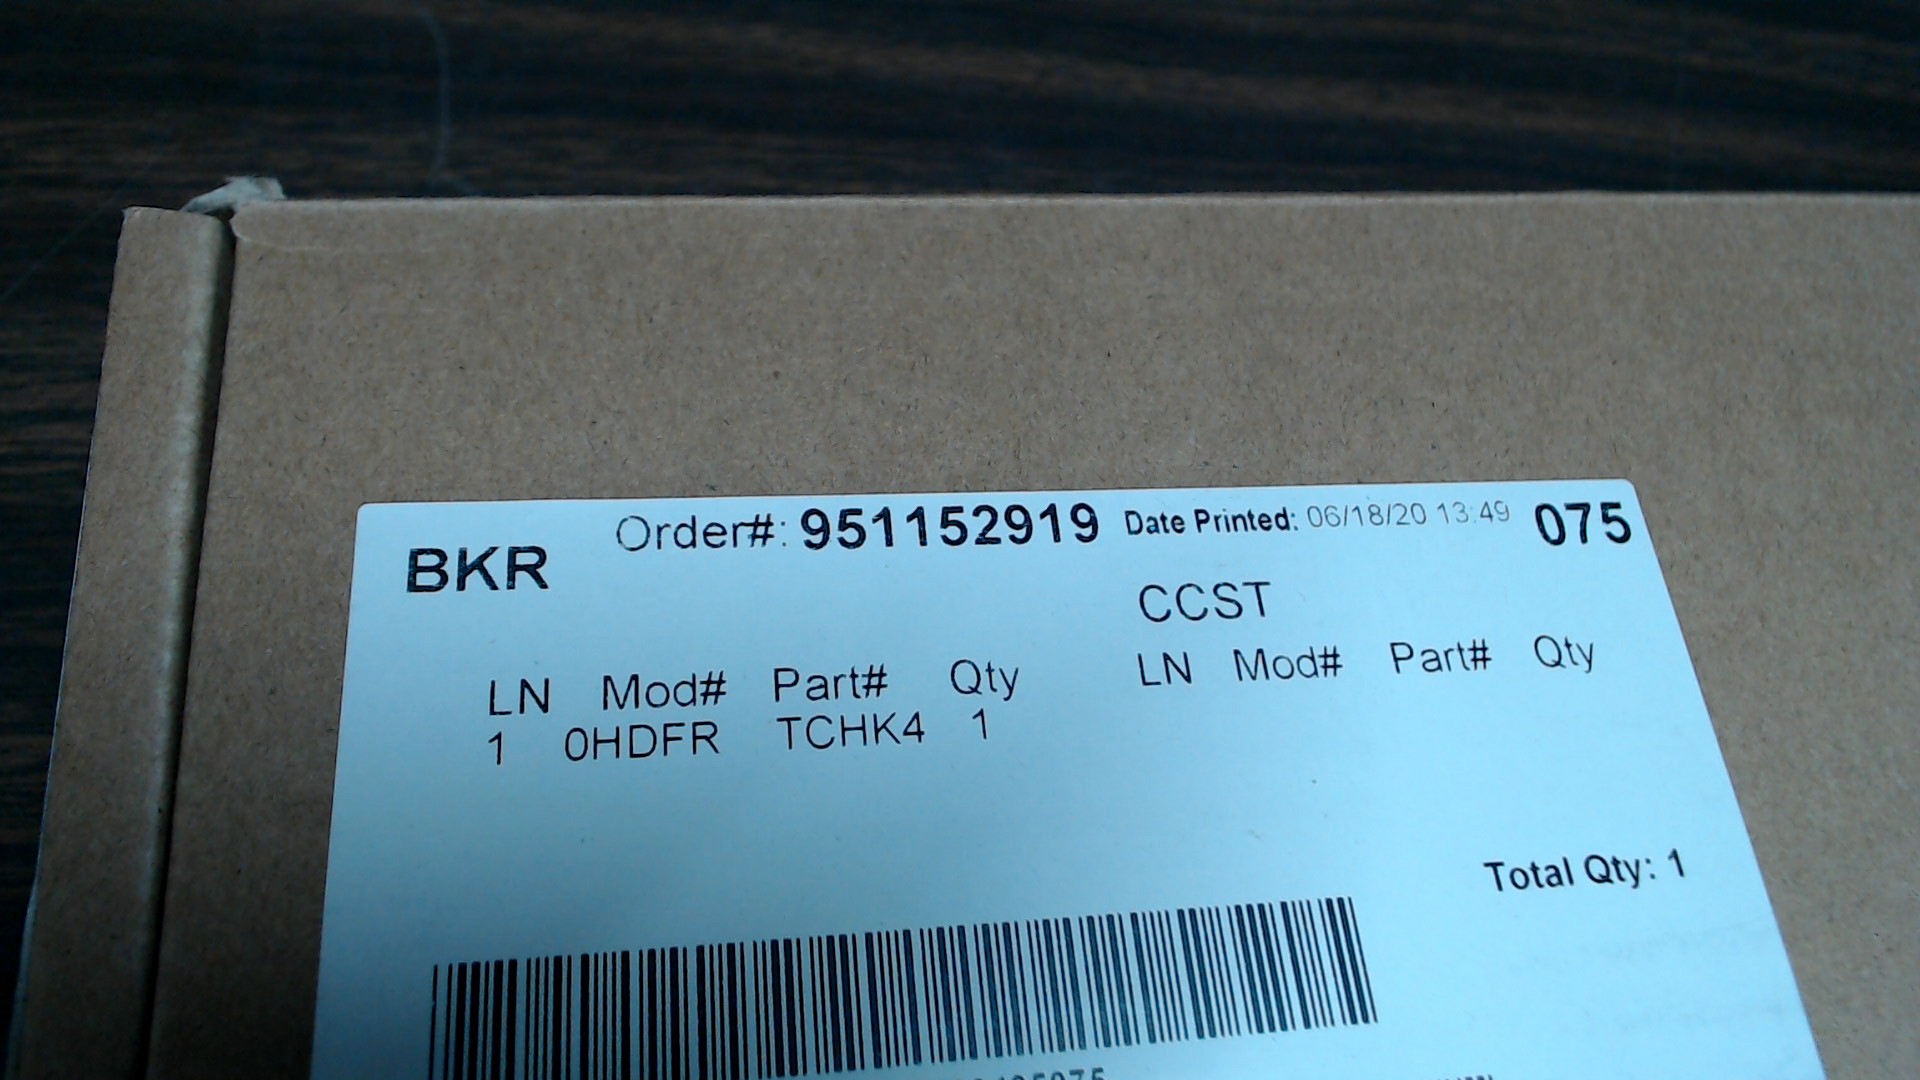 Order#: 951152919 Date Printed: 06/18/20 13:49 075
BKR
CCST
LN Mod# Part# Qty LN Mod# Part# Qty
1 0HDFR TCHK4 1
Total Qty: 1